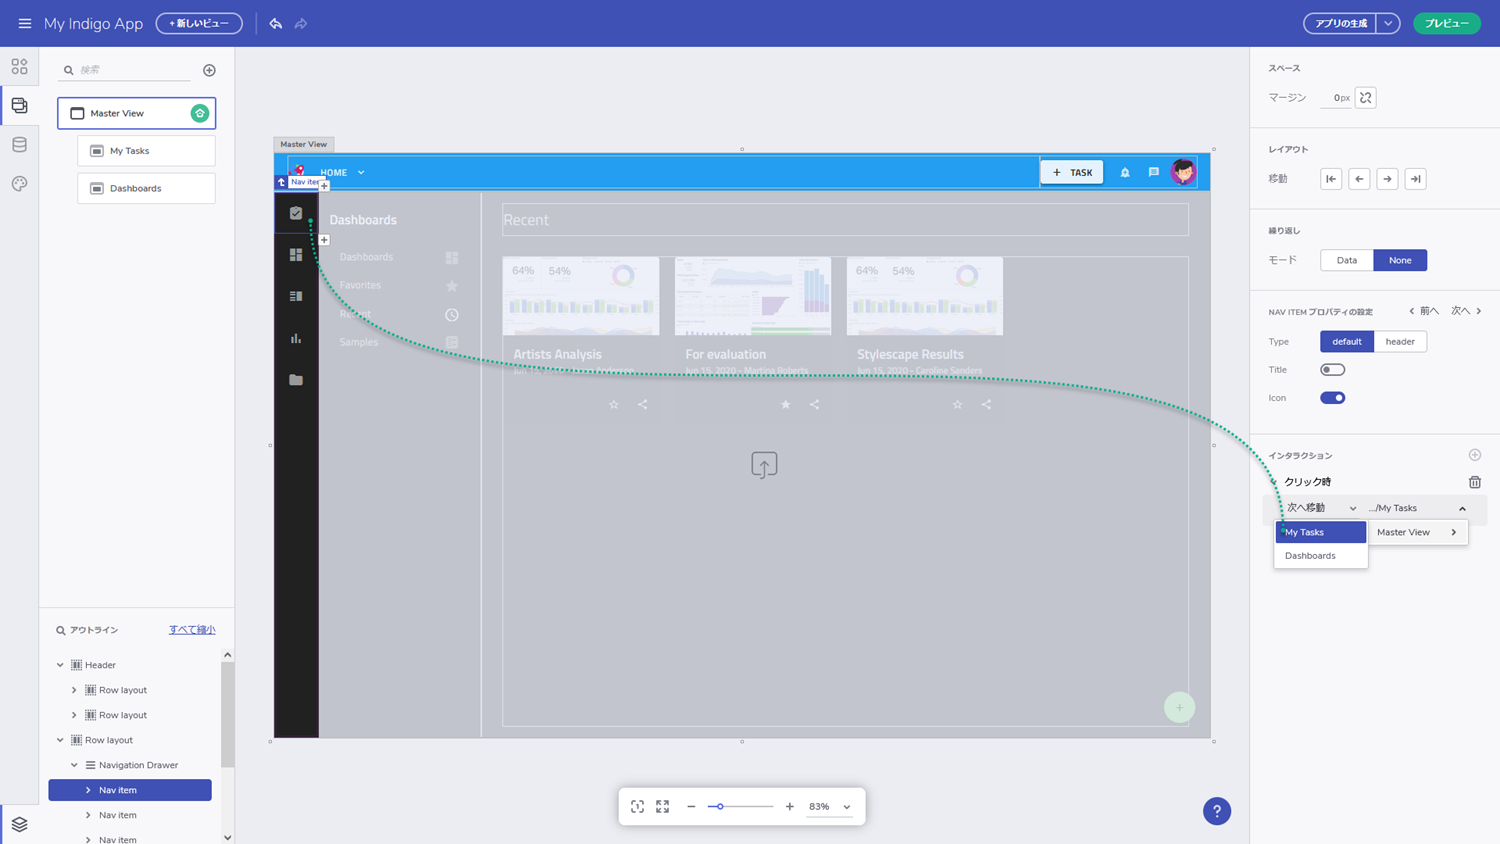 My Indigo App
+ 新しいビュー
アプリの生成
プレビュー
検索
Master View
My Tasks
Dashboards
アウトライン
すべて縮小
Header
Row layout
Row layout
Row layout
Navigation Drawer
Nav item
Nav item
Nav item
Master View
HOME
+ TASK
Nav item
Dashboards
Dashboards
Favorites
Recent
Samples
Recent
64% 54%
64% 54%
Artists Analysis
For evaluation
Jun 15, 2020 - Martina Roberts
Stylescape Results
Jun 15, 2020 - Caroline Sanders
83%
?
スペース
マージン
0px
レイアウト
移動
繰り返し
モード
Data
None
NAV ITEM プロパティの設定
前へ
次へ
Type
default
header
Title
Icon
インタラクション
クリック時
次へ移動
.../My Tasks
My Tasks
Master View
Dashboards